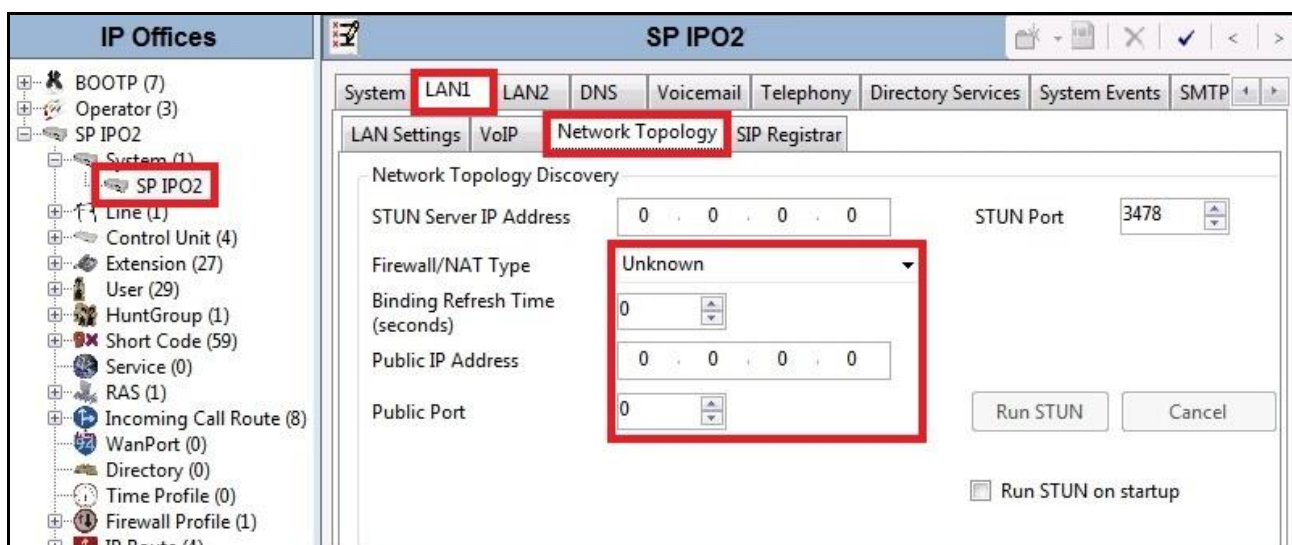 IP Offices
BOOTP (7)
Operator (3)
SP IPO2
System (1)
SP IPO2
Line (1)
Control Unit (4)
Extension (27)
User (29)
HuntGroup (1)
Short Code (59)
Service (0)
RAS (1)
Incoming Call Route (8)
WanPort (0)
Directory (0)
Time Profile (0)
Firewall Profile (1)
IP Route (4)
SP IPO2
System LAN1 LAN2 DNS Voicemail Telephony Directory Services System Events SMTP
LAN Settings VoIP Network Topology SIP Registrar
Network Topology Discovery
STUN Server IP Address 0 . 0 . 0 . 0 STUN Port 3478
Firewall/NAT Type Unknown
Binding Refresh Time
(seconds) 0
Public IP Address 0 . 0 . 0 . 0
Public Port 0 Run STUN Cancel
Run STUN on startup